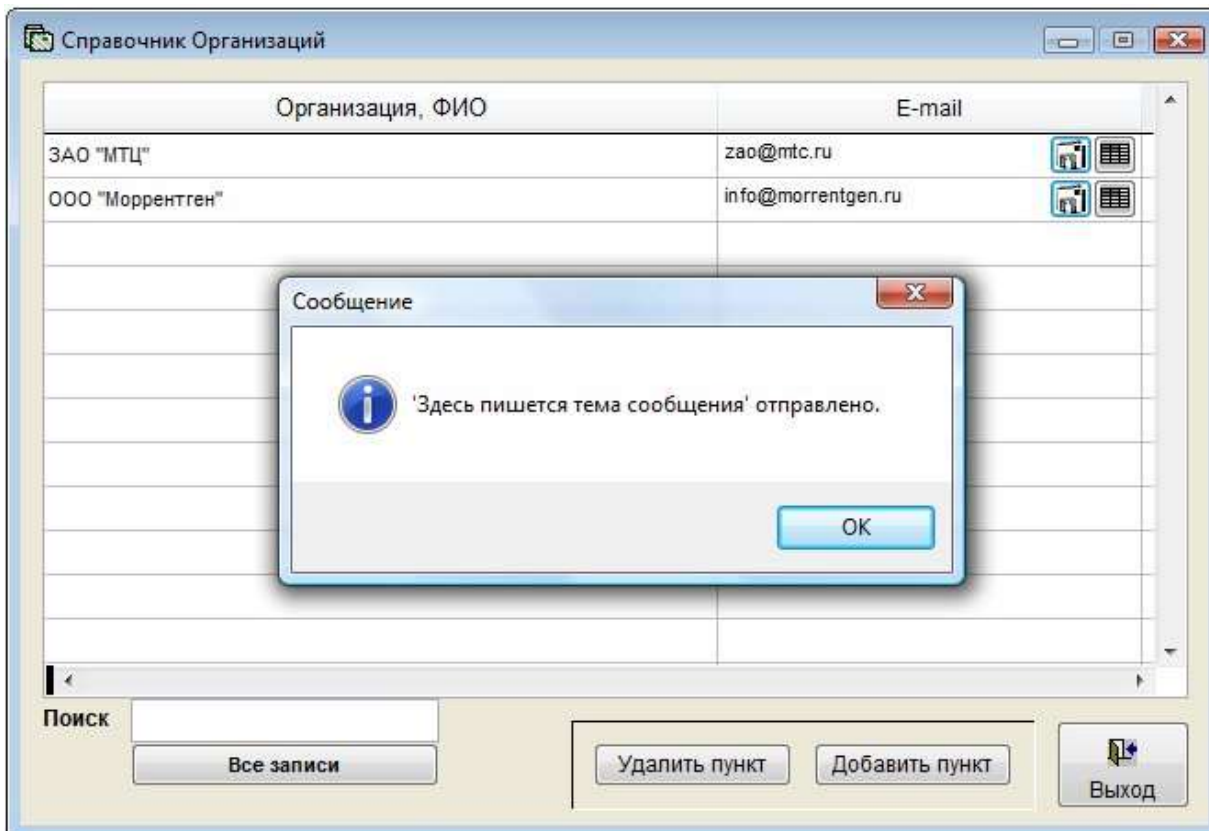 Справочник Организаций
Организация, ФИО E-mail
ЗАО "МТЦ" zao@mtc.ru
ООО "Моррентген" info@morrentgen.ru
Сообщение
'Здесь пишется тема сообщения' отправлено.
OK
Поиск
Все записи
Удалить пункт Добавить пункт
Выход